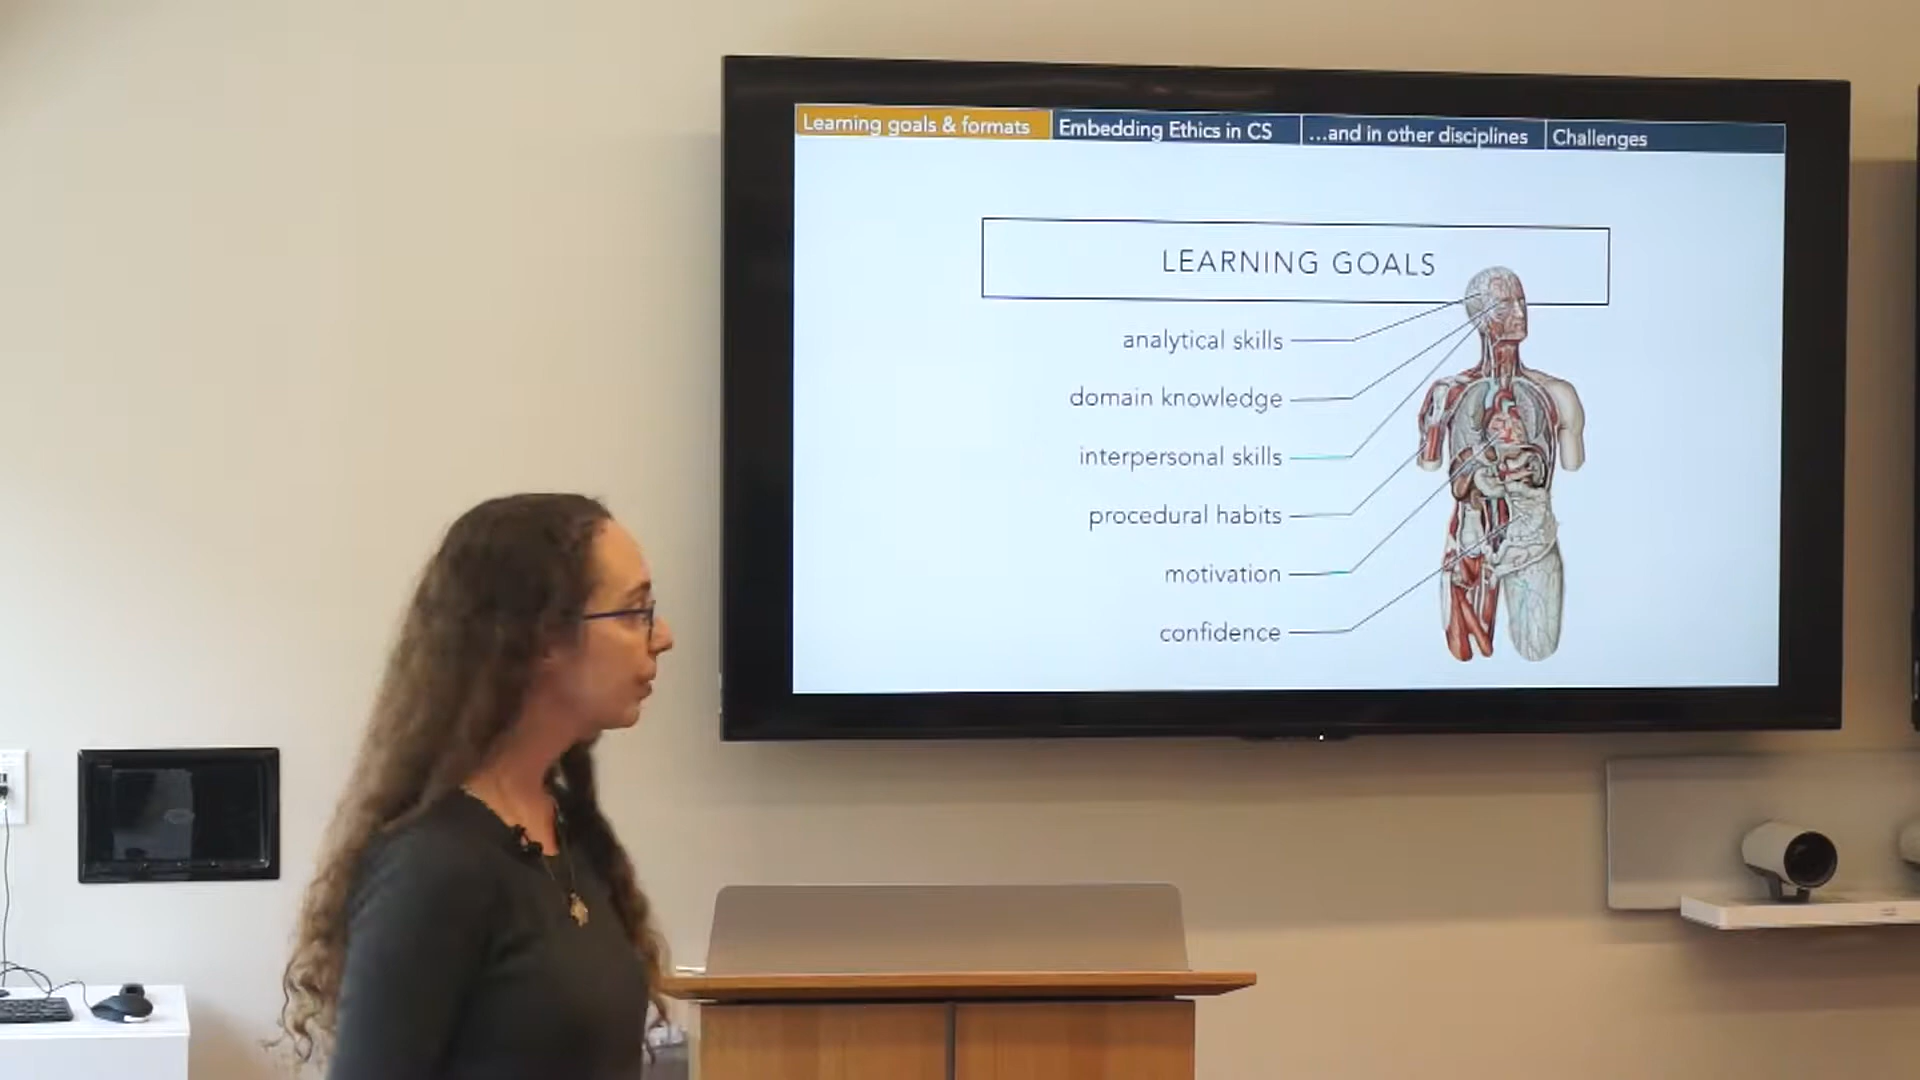 Learning goals & formats
Embedding Ethics in CS
...and in other disciplines
Challenges
LEARNING GOALS
analytical skills
domain knowledge
interpersonal skills
procedural habits
motivation
confidence